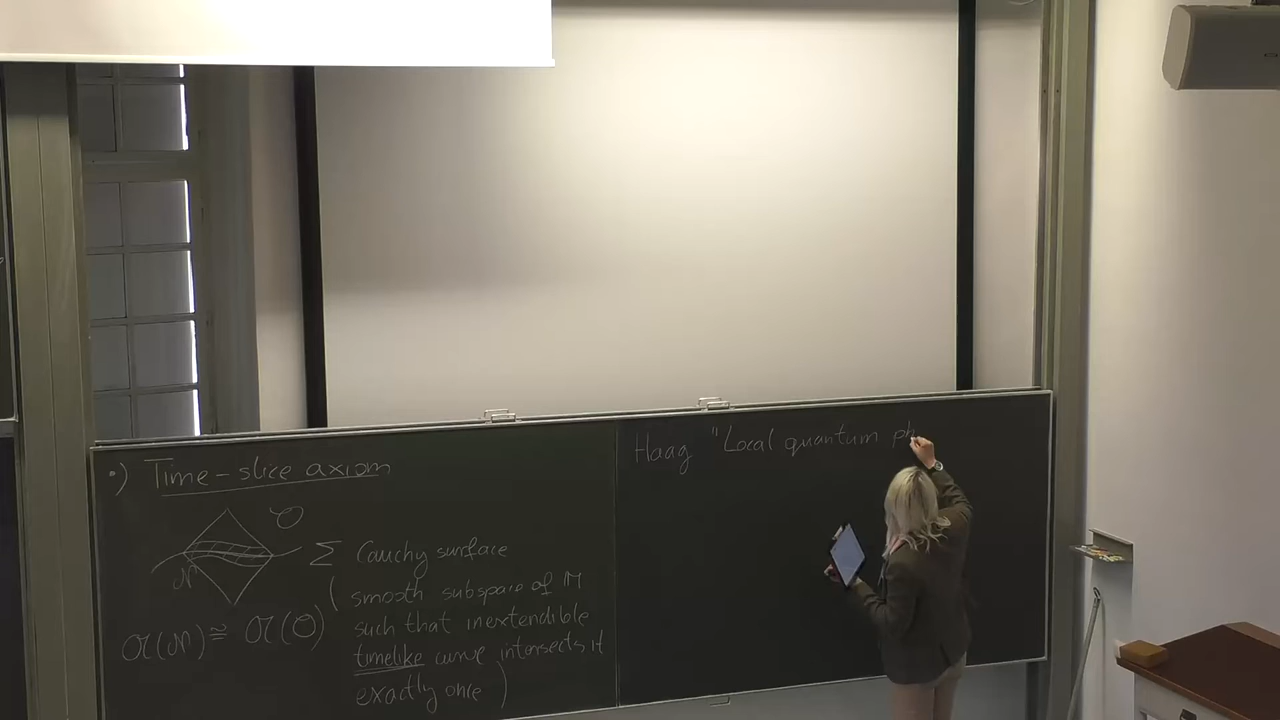 •) Time-slice axiom
O
Σ Cauchy surface
N
(smooth subspace of M
such that inextendible
timelike curve intersects it
exactly once)
𝔄(N) ≅ 𝔄(O)
Haag "Local quantum ph